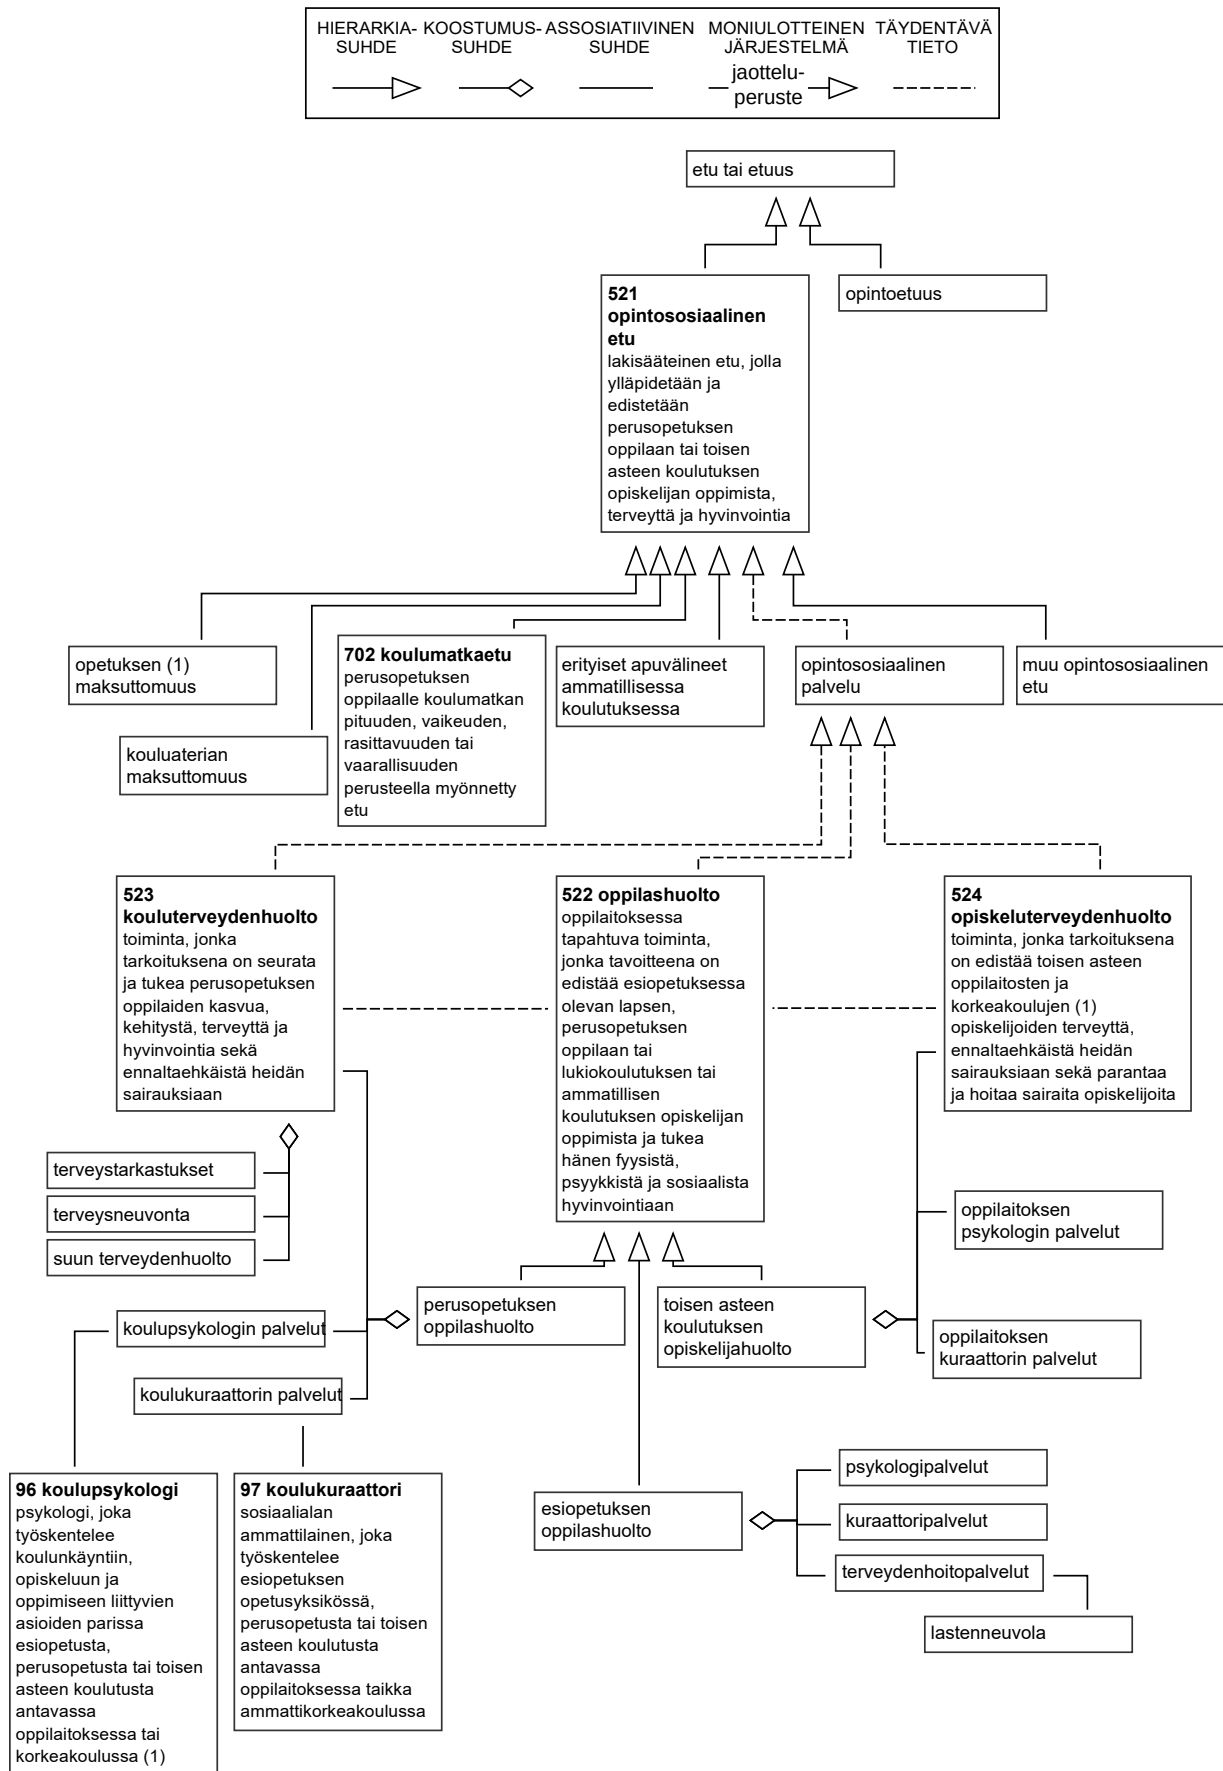 HIERARKIA-
SUHDE
KOOSTUMUS-
SUHDE
ASSOSIATIIVINEN
SUHDE
MONIULOTTEINEN
JÄRJESTELMÄ
TÄYDENTÄVÄ
TIETO
jaottelu-
peruste
etu tai etuus
521
opintososiaalinen
etu
lakisääteinen etu, jolla
ylläpidetään ja
edistetään
perusopetuksen
oppilaan tai toisen
asteen koulutuksen
opiskelijan oppimista,
terveyttä ja hyvinvointia
opintoetuus
opetuksen (1)
maksuttomuus
kouluaterian
maksuttomuus
702 koulumatkaetu
perusopetuksen
oppilaalle koulumatkan
pituuden, vaikeuden,
rasittavuuden tai
vaarallisuuden
perusteella myönnetty
etu
erityiset apuvälineet
ammatillisessa
koulutuksessa
opintososiaalinen
palvelu
muu opintososiaalinen
etu
523
kouluterveydenhuolto
toiminta, jonka
tarkoituksena on seurata
ja tukea perusopetuksen
oppilaiden kasvua,
kehitystä, terveyttä ja
hyvinvointia sekä
ennaltaehkäistä heidän
sairauksiaan
522 oppilashuolto
oppilaitoksessa
tapahtuva toiminta,
jonka tavoitteena on
edistää esiopetuksessa
olevan lapsen,
perusopetuksen
oppilaan tai
lukiokoulutuksen tai
ammatillisen
koulutuksen opiskelijan
oppimista ja tukea
hänen fyysistä,
psyykkistä ja sosiaalista
hyvinvointiaan
524
opiskeluterveydenhuolto
toiminta, jonka tarkoituksena
on edistää toisen asteen
oppilaitosten ja
korkeakoulujen (1)
opiskelijoiden terveyttä,
ennaltaehkäistä heidän
sairauksiaan sekä parantaa
ja hoitaa sairaita opiskelijoita
terveystarkastukset
terveysneuvonta
suun terveydenhuolto
koulupsykologin palvelut
koulukuraattorin palvelut
perusopetuksen
oppilashuolto
toisen asteen
koulutuksen
opiskelijahuolto
oppilaitoksen
psykologin palvelut
oppilaitoksen
kuraattorin palvelut
96 koulupsykologi
psykologi, joka
työskentelee
koulunkäyntiin,
opiskeluun ja
oppimiseen liittyvien
asioiden parissa
esiopetusta,
perusopetusta tai toisen
asteen koulutusta
antavassa
oppilaitoksessa tai
korkeakoulussa (1)
97 koulukuraattori
sosiaalialan
ammattilainen, joka
työskentelee
esiopetuksen
opetusyksikössä,
perusopetusta tai toisen
asteen koulutusta
antavassa
oppilaitoksessa taikka
ammattikorkeakoulussa
esiopetuksen
oppilashuolto
psykologipalvelut
kuraattoripalvelut
terveydenhoitopalvelut
lastenneuvola